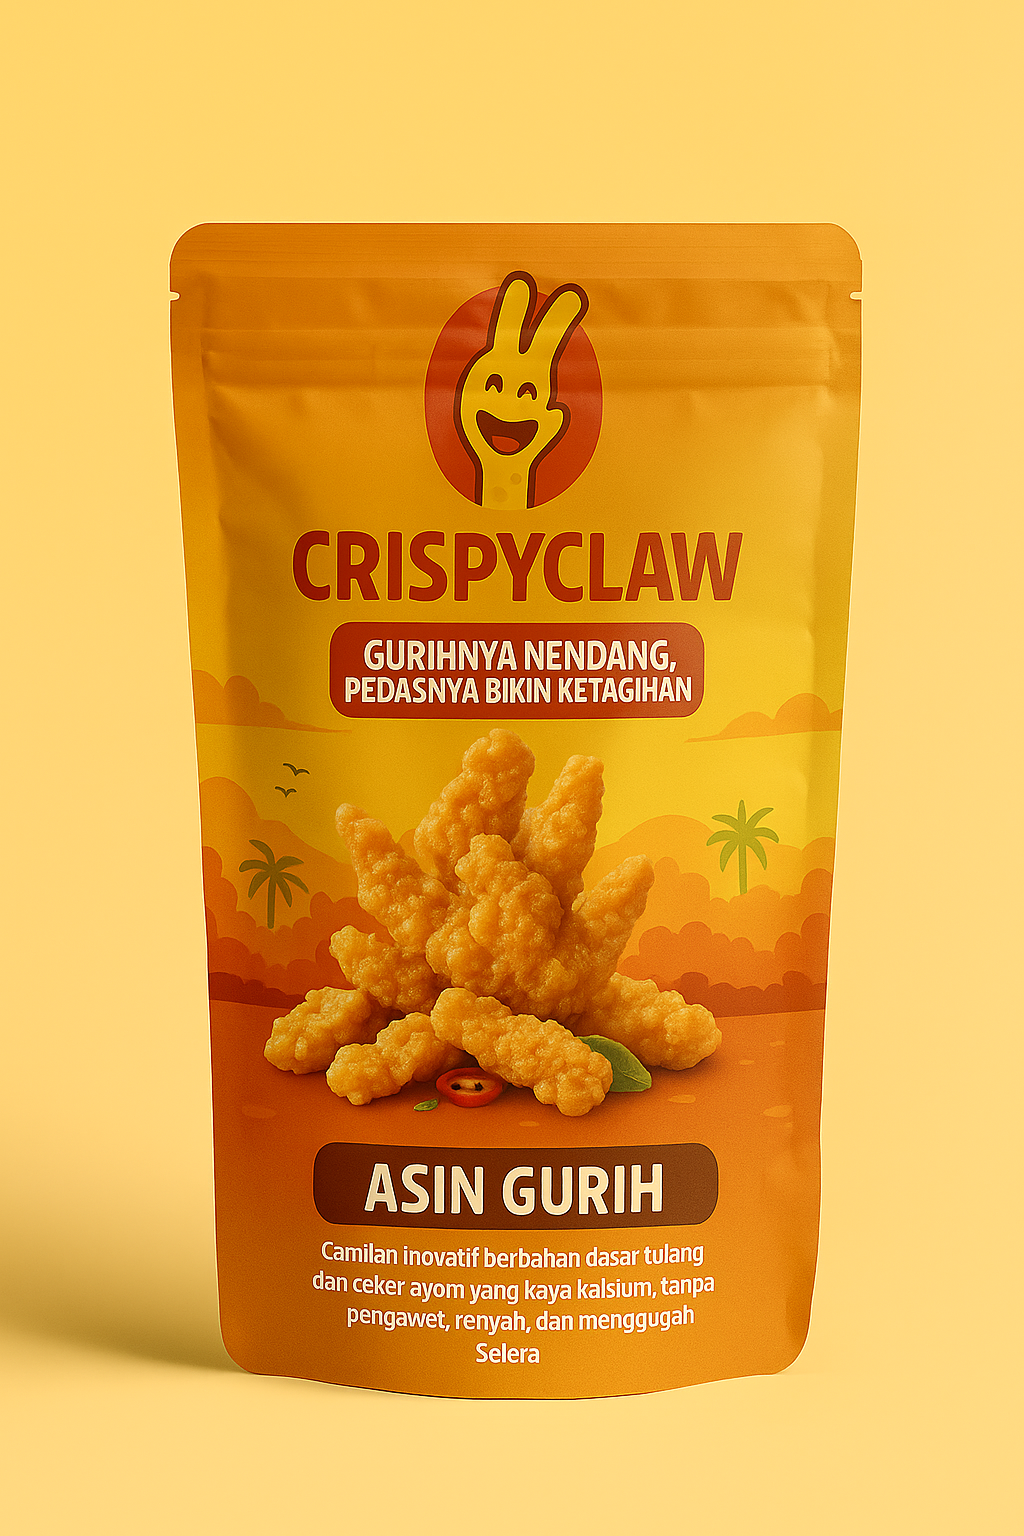 CRISPYCLAW
GURIHNYA NENDANG,
PEDASNYA BIKIN KETAGIHAN
ASIN GURIH
Camilan inovatif berbahan dasar tulang
dan ceker ayom yang kaya kalsium, tanpa
pengawet, renyah, dan menggugah
Selera